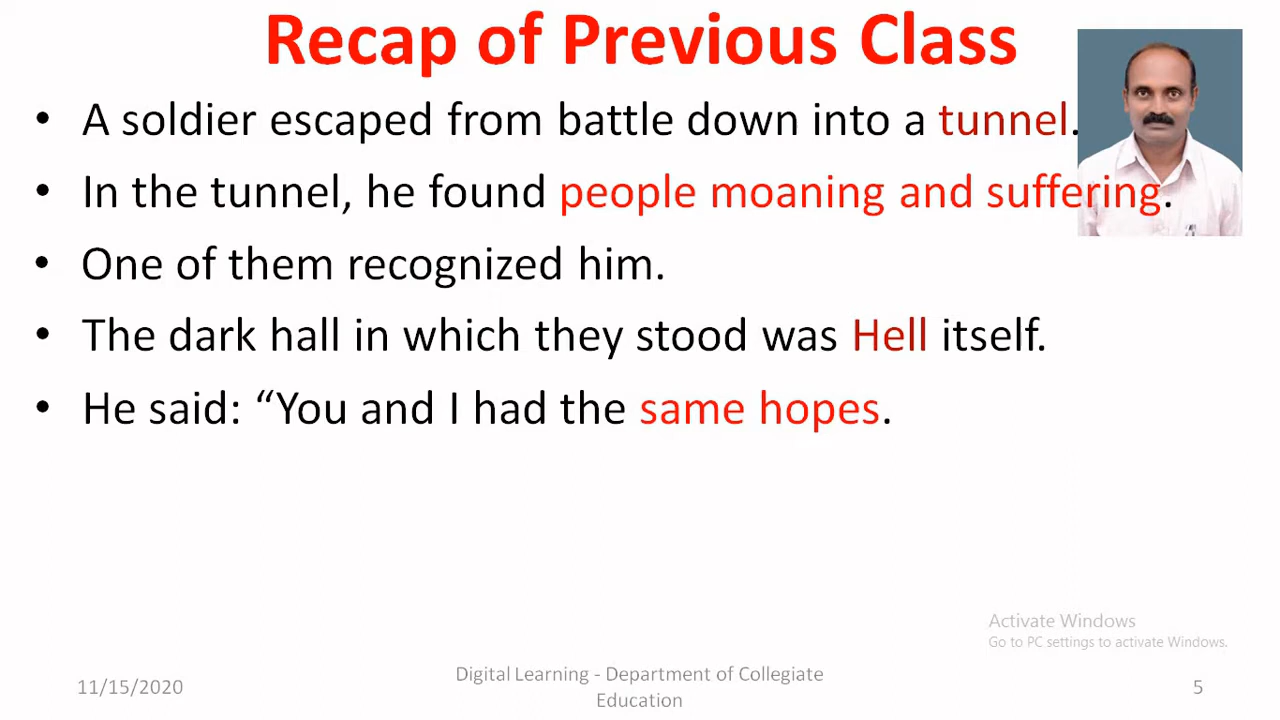 Recap of Previous Class
• A soldier escaped from battle down into a tunnel.
• In the tunnel, he found people moaning and suffering.
• One of them recognized him.
• The dark hall in which they stood was Hell itself.
• He said: “You and I had the same hopes.
Activate Windows
Go to PC settings to activate Windows.
11/15/2020
Digital Learning - Department of Collegiate
Education
5